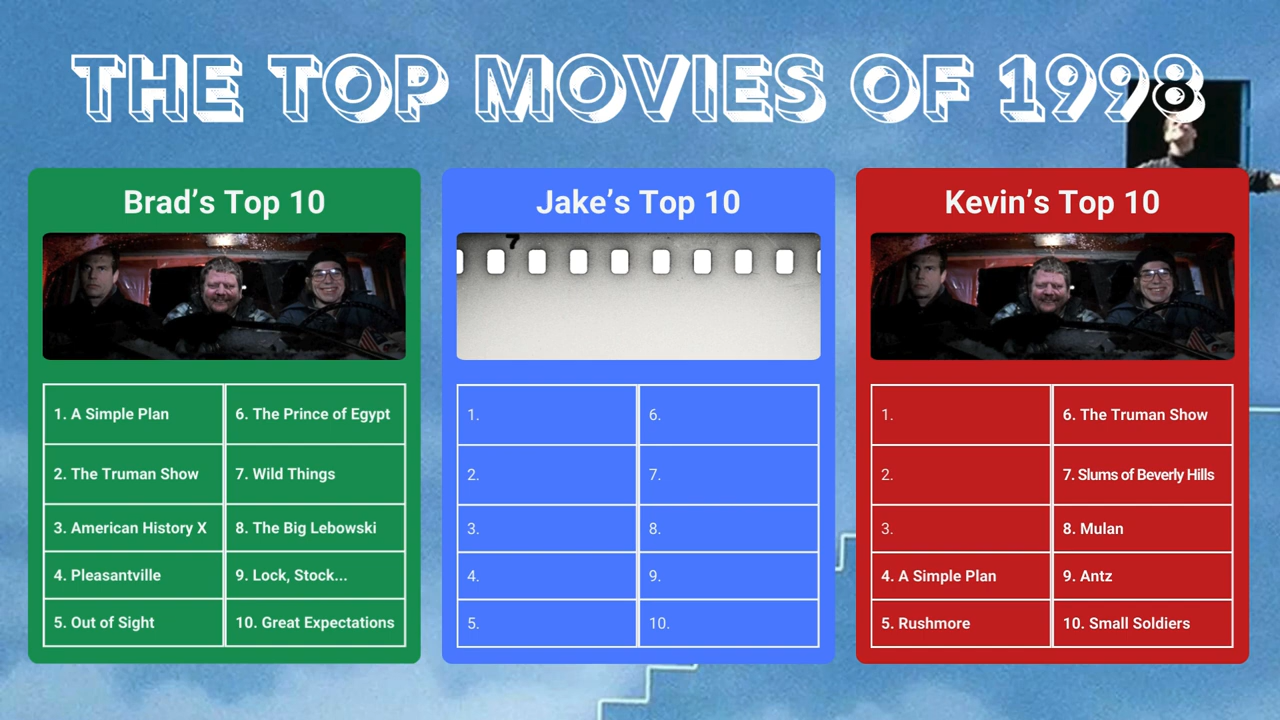 THE TOP MOVIES OF 1998
Brad's Top 10
1. A Simple Plan
2. The Truman Show
3. American History X
4. Pleasantville
5. Out of Sight
6. The Prince of Egypt
7. Wild Things
8. The Big Lebowski
9. Lock, Stock...
10. Great Expectations
Jake's Top 10
7
1.
2.
3.
4.
5.
6.
7.
8.
9.
10.
Kevin's Top 10
1.
2.
3.
4. A Simple Plan
5. Rushmore
6. The Truman Show
7. Slums of Beverly Hills
8. Mulan
9. Antz
10. Small Soldiers